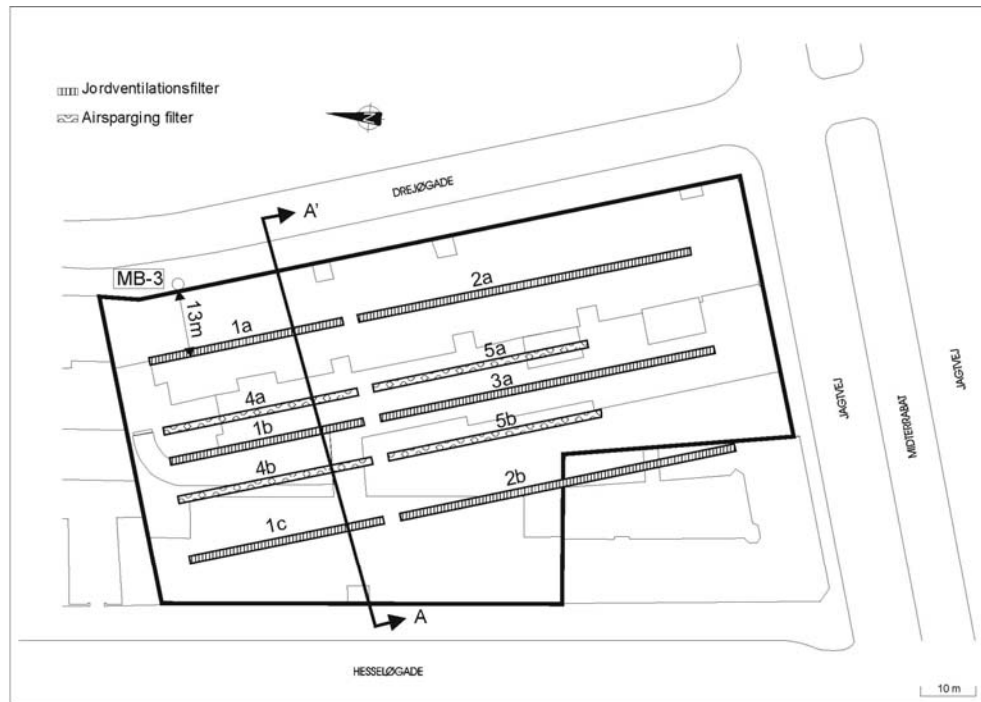 Jordventilationsfilter
Airsparging filter
N
DREJØGADE
A'
MB-3
13m
1a
2a
4a
5a
3a
1b
5b
4b
2b
1c
A
JAGTVEJ
MIDTERRABAT
JAGTVEJ
HESSELØGADE
10 m